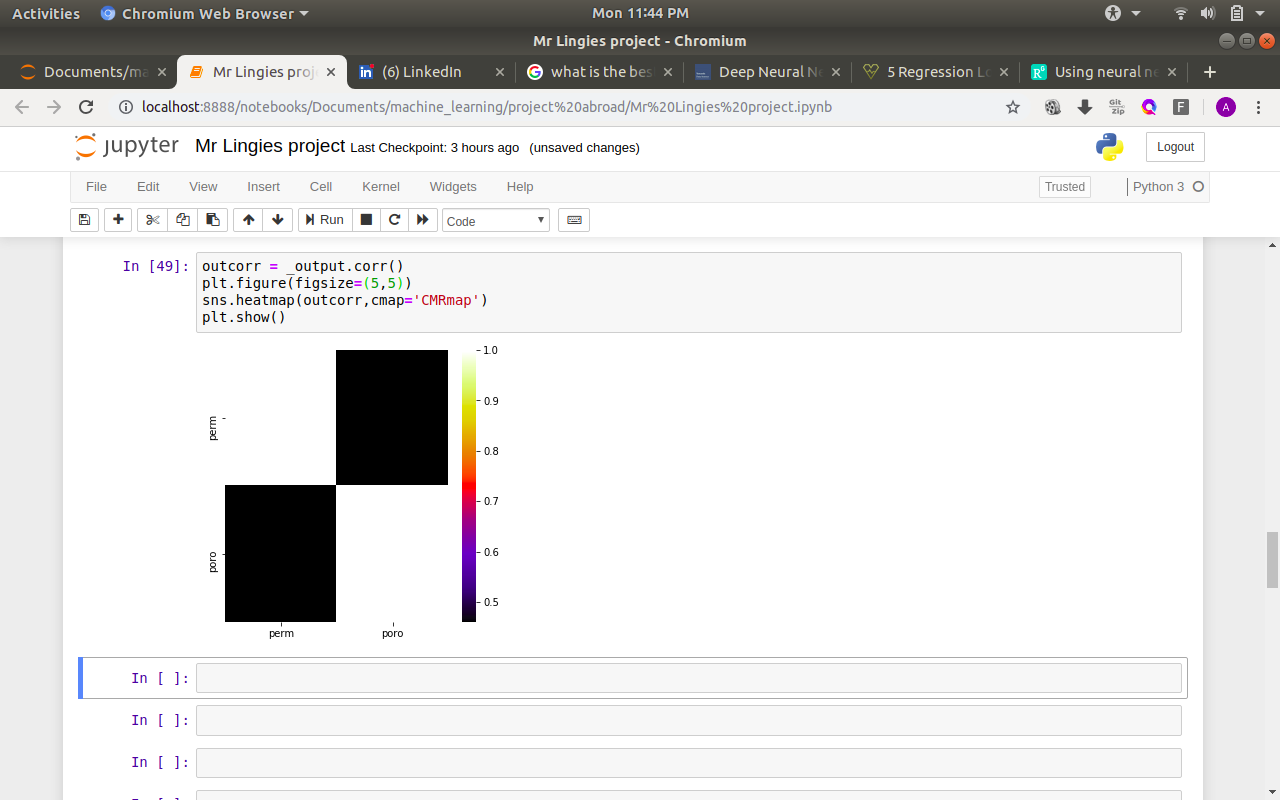 Activities Chromium Web Browser Mon 11:44 PM
Mr Lingies project - Chromium
Documents/ma Mr Lingies proje (6) LinkedIn what is the bes Deep Neural Ne 5 Regression Lo Using neural ne
localhost:8888/notebooks/Documents/machine_learning/project%20abroad/Mr%20Lingies%20project.ipynb Git Zip F A
jupyter Mr Lingies project Last Checkpoint: 3 hours ago (unsaved changes) Logout
File Edit View Insert Cell Kernel Widgets Help Trusted Python 3
Run Code
In [49]: outcorr = _output.corr()
plt.figure(figsize=(5,5))
sns.heatmap(outcorr,cmap='CMRmap')
plt.show()
1.0
0.9
perm
0.8
0.7
0.6
poro
0.5
perm poro
In [ ]:
In [ ]:
In [ ]: